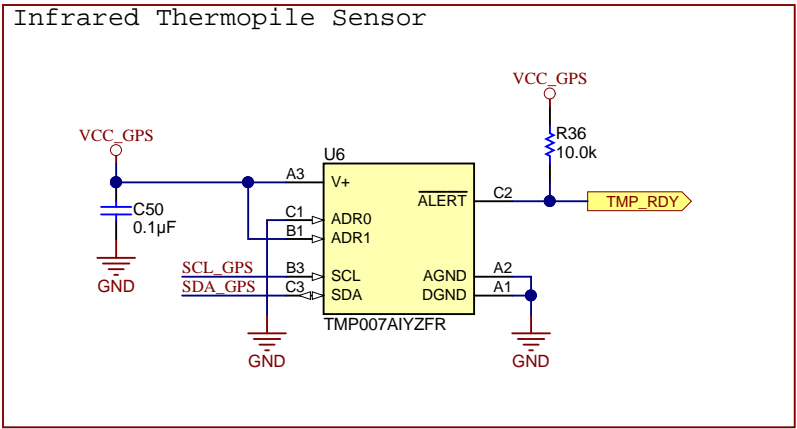 Infrared Thermopile Sensor
VCC_GPS
VCC_GPS
R36
10.0k
U6
A3
V+
C50
0.1µF
GND
C1
ADR0
B1
ADR1
ALERT
C2
TMP_RDY
SCL_GPS
B3
SCL
AGND
A2
SDA_GPS
C3
SDA
DGND
A1
TMP007AIYZFR
GND
GND